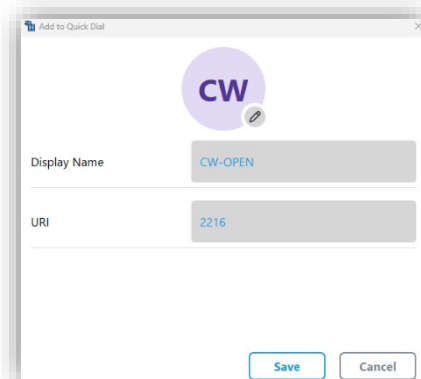 Add to Quick Dial
CW
Display Name CW-OPEN
URI 2216
Save Cancel